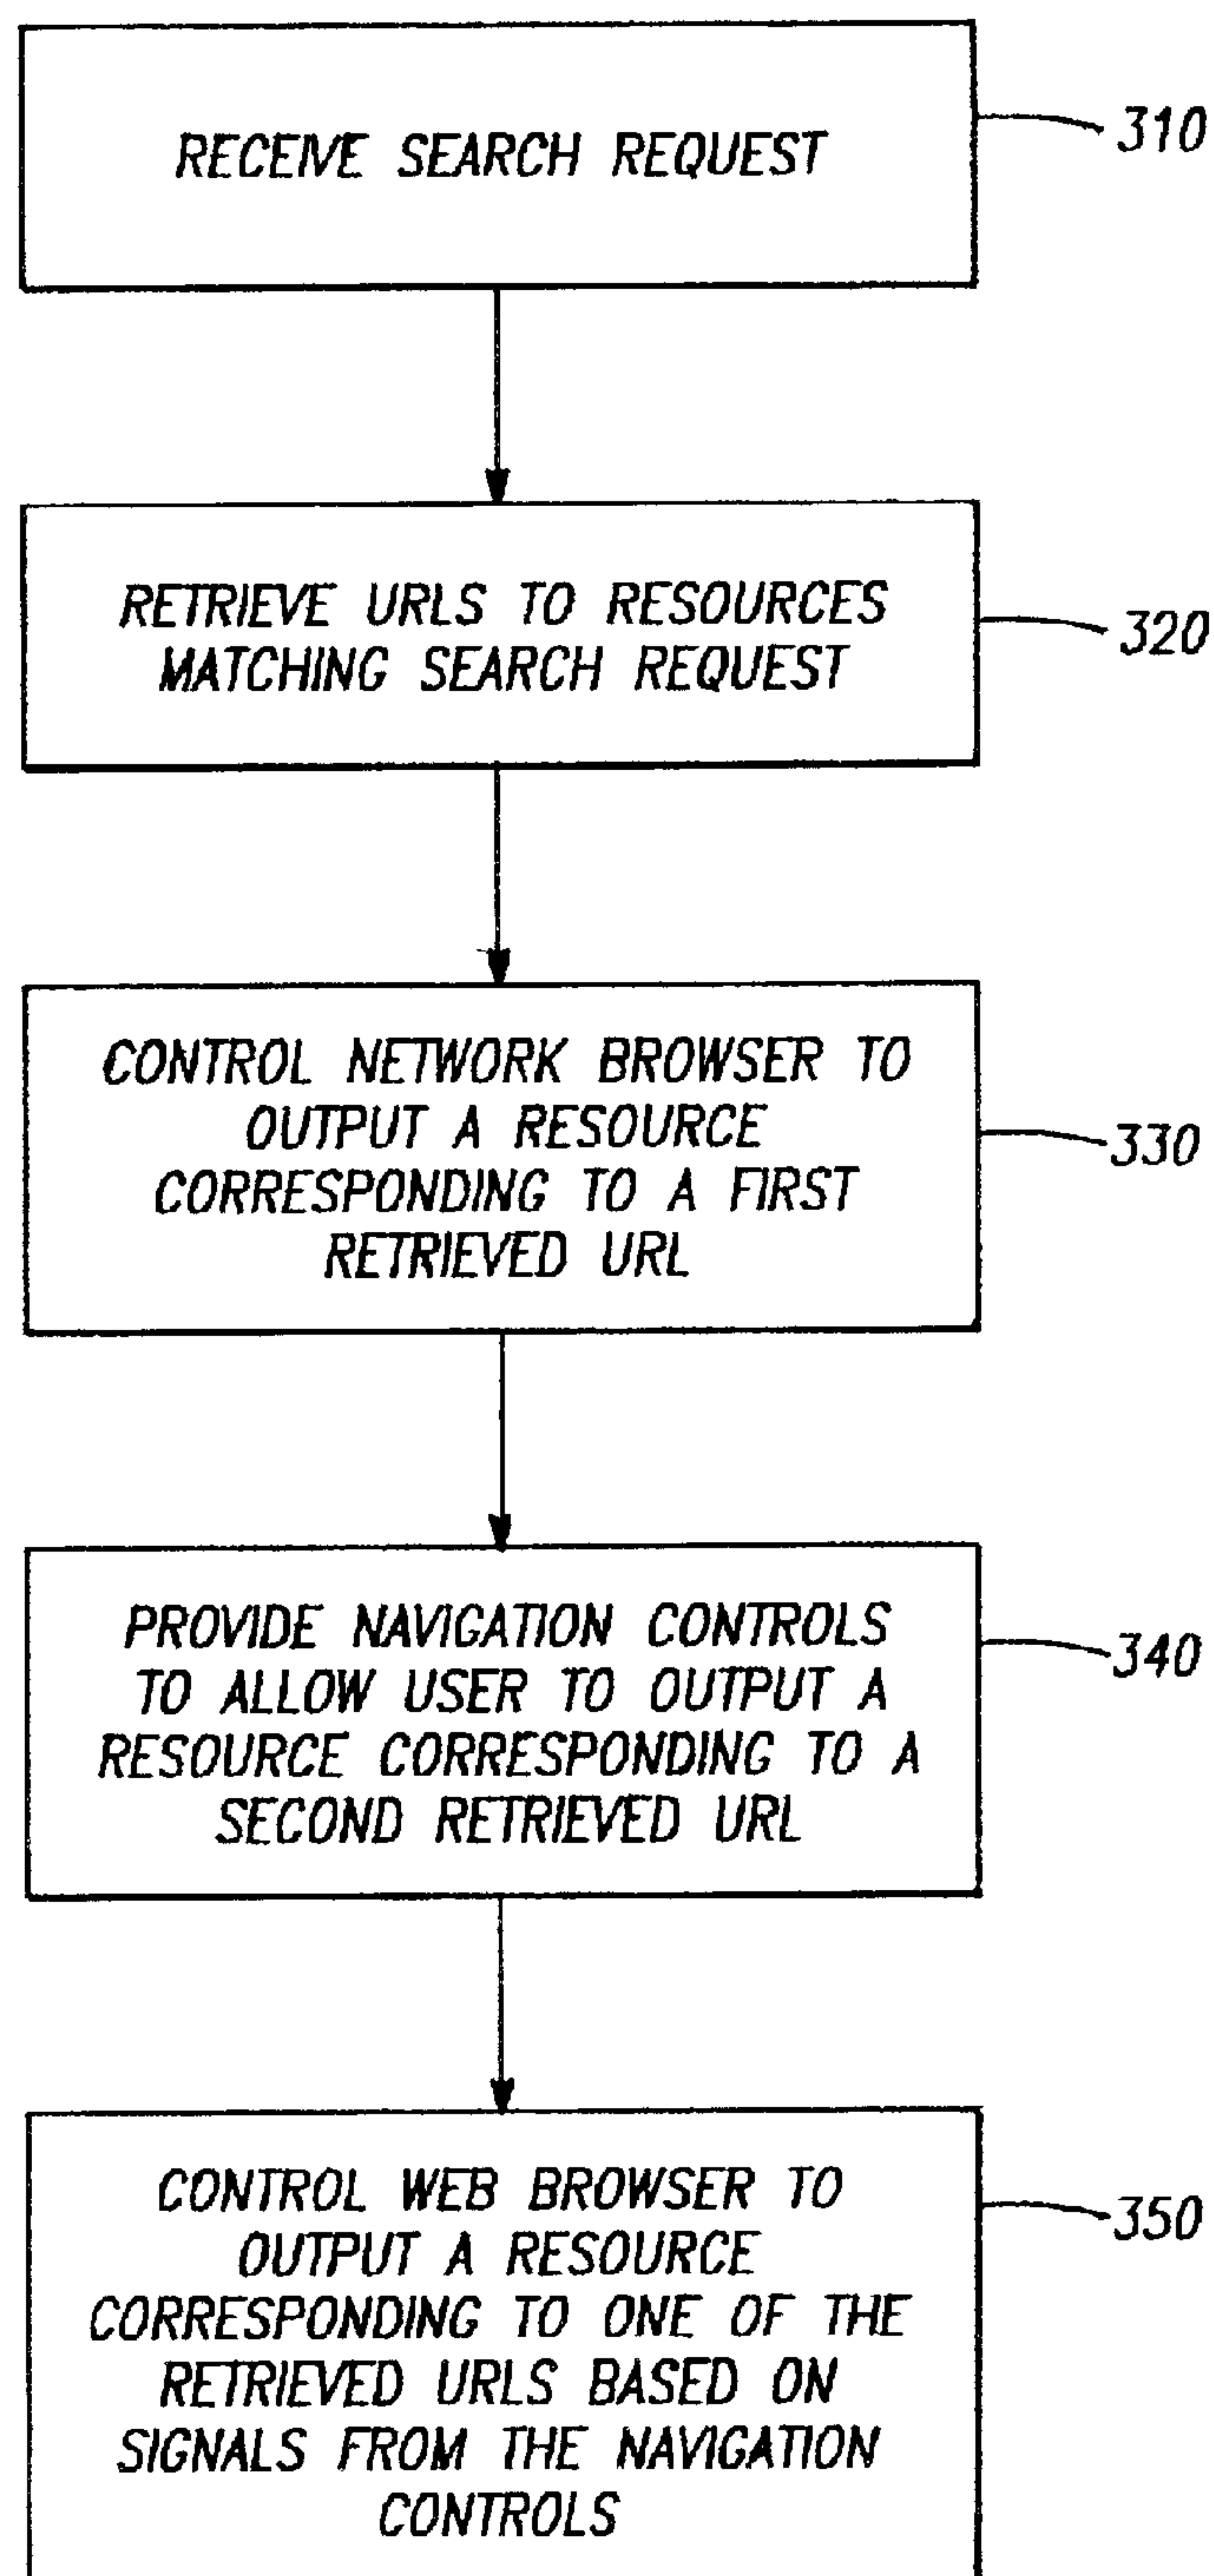 RECEIVE SEARCH REQUEST
310
RETRIEVE URLS TO RESOURCES
MATCHING SEARCH REQUEST
320
CONTROL NETWORK BROWSER TO
OUTPUT A RESOURCE
CORRESPONDING TO A FIRST
RETRIEVED URL
330
PROVIDE NAVIGATION CONTROLS
TO ALLOW USER TO OUTPUT A
RESOURCE CORRESPONDING TO A
SECOND RETRIEVED URL
340
CONTROL WEB BROWSER TO
OUTPUT A RESOURCE
CORRESPONDING TO ONE OF THE
RETRIEVED URLS BASED ON
SIGNALS FROM THE NAVIGATION
CONTROLS
350